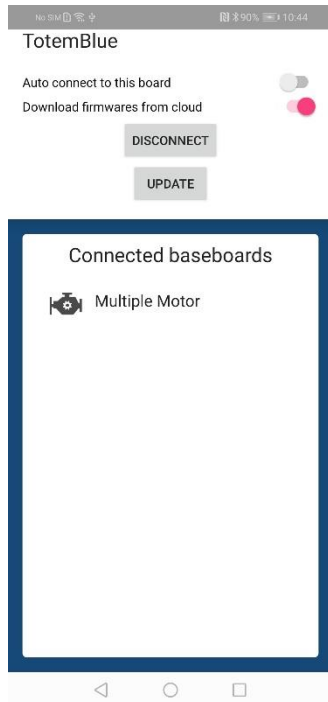 No SIM 90% 10:44
TotemBlue
Auto connect to this board
Download firmwares from cloud
DISCONNECT
UPDATE
Connected baseboards
Multiple Motor